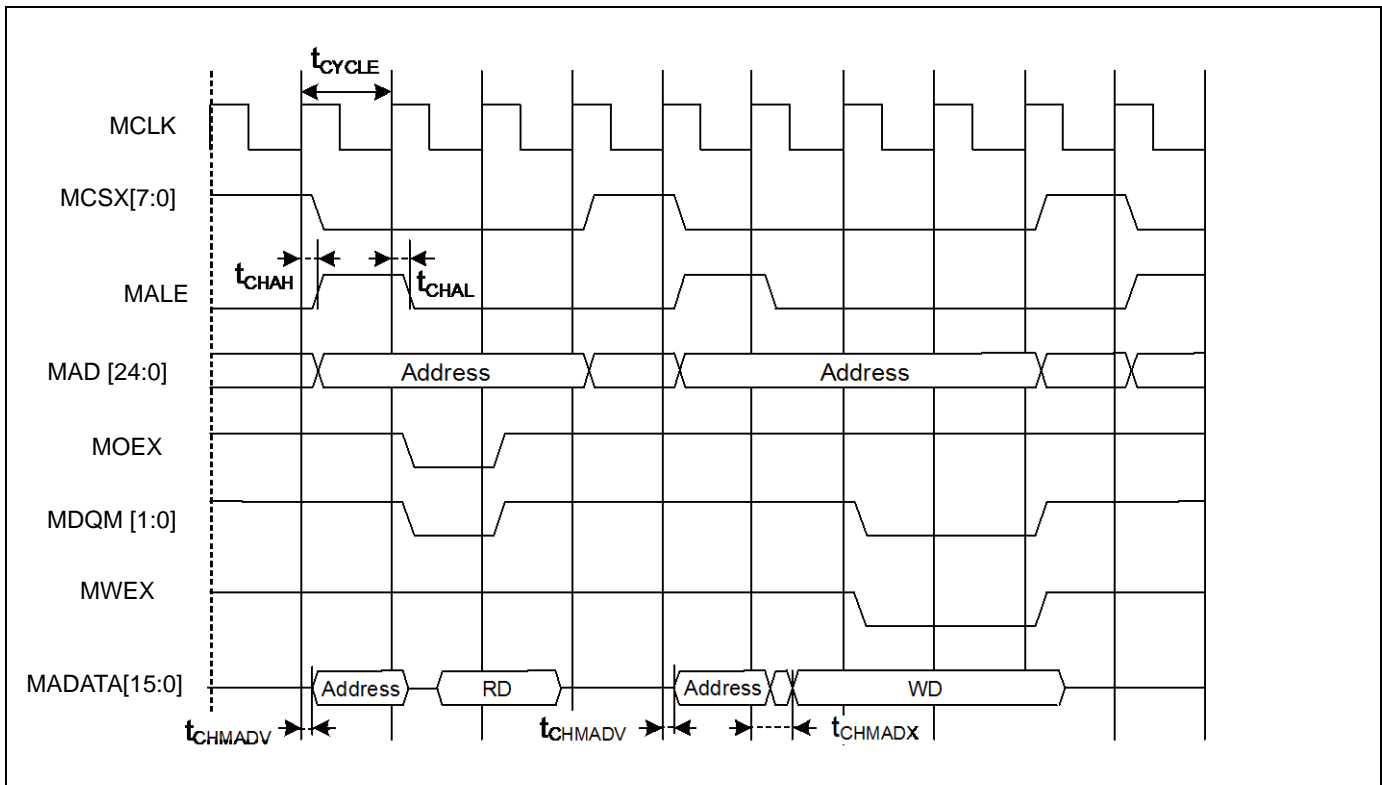 tCYCLE
MCLK
MCSX[7:0]
tCHAH
tCHAL
MALE
MAD [24:0]
Address
Address
MOEX
MDQM [1:0]
MWEX
MADATA[15:0]
Address
RD
Address
WD
tCHMADV
tCHMADV
tCHMADX